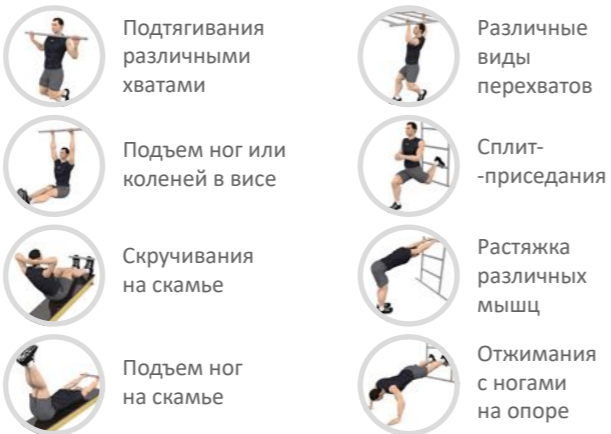 Подтягивания
различными
хватами
Различные
виды
перехватов
Подъем ног или
коленей в висе
Сплит-
-приседания
Скручивания
на скамье
Растяжка
различных
мышц
Подъем ног
на скамье
Отжимания
с ногами
на опоре